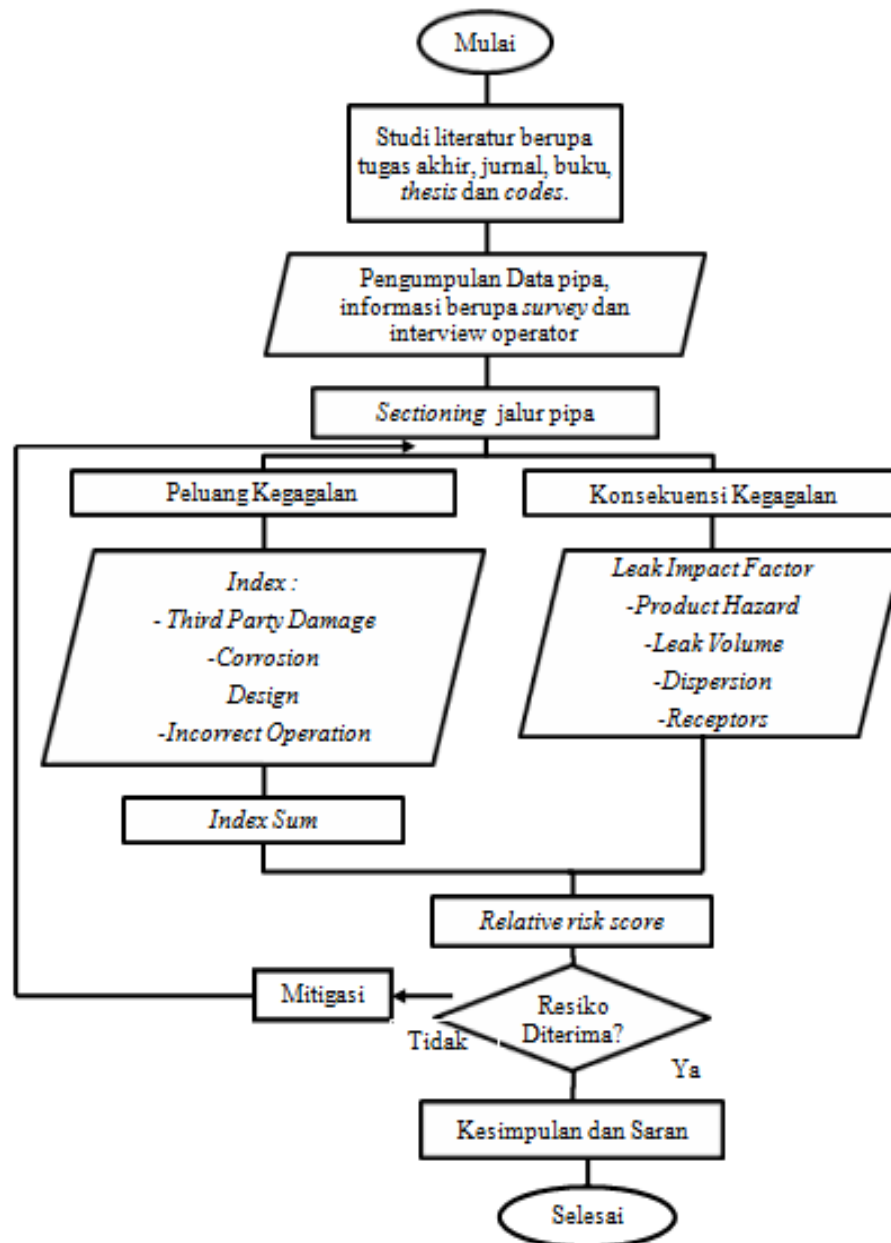 Mulai
Studi literatur berupa
tugas akhir, jurnal, buku,
thesis dan codes.
Pengumpulan Data pipa,
informasi berupa survey dan
interview operator
Sectioning jalur pipa
Peluang Kegagalan
Konsekuensi Kegagalan
Index :
- Third Party Damage
-Corrosion
Design
-Incorrect Operation
Leak Impact Factor
-Product Hazard
-Leak Volume
-Dispersion
-Receptors
Index Sum
Relative risk score
Mitigasi
Resiko
Diterima?
Tidak
Ya
Kesimpulan dan Saran
Selesai